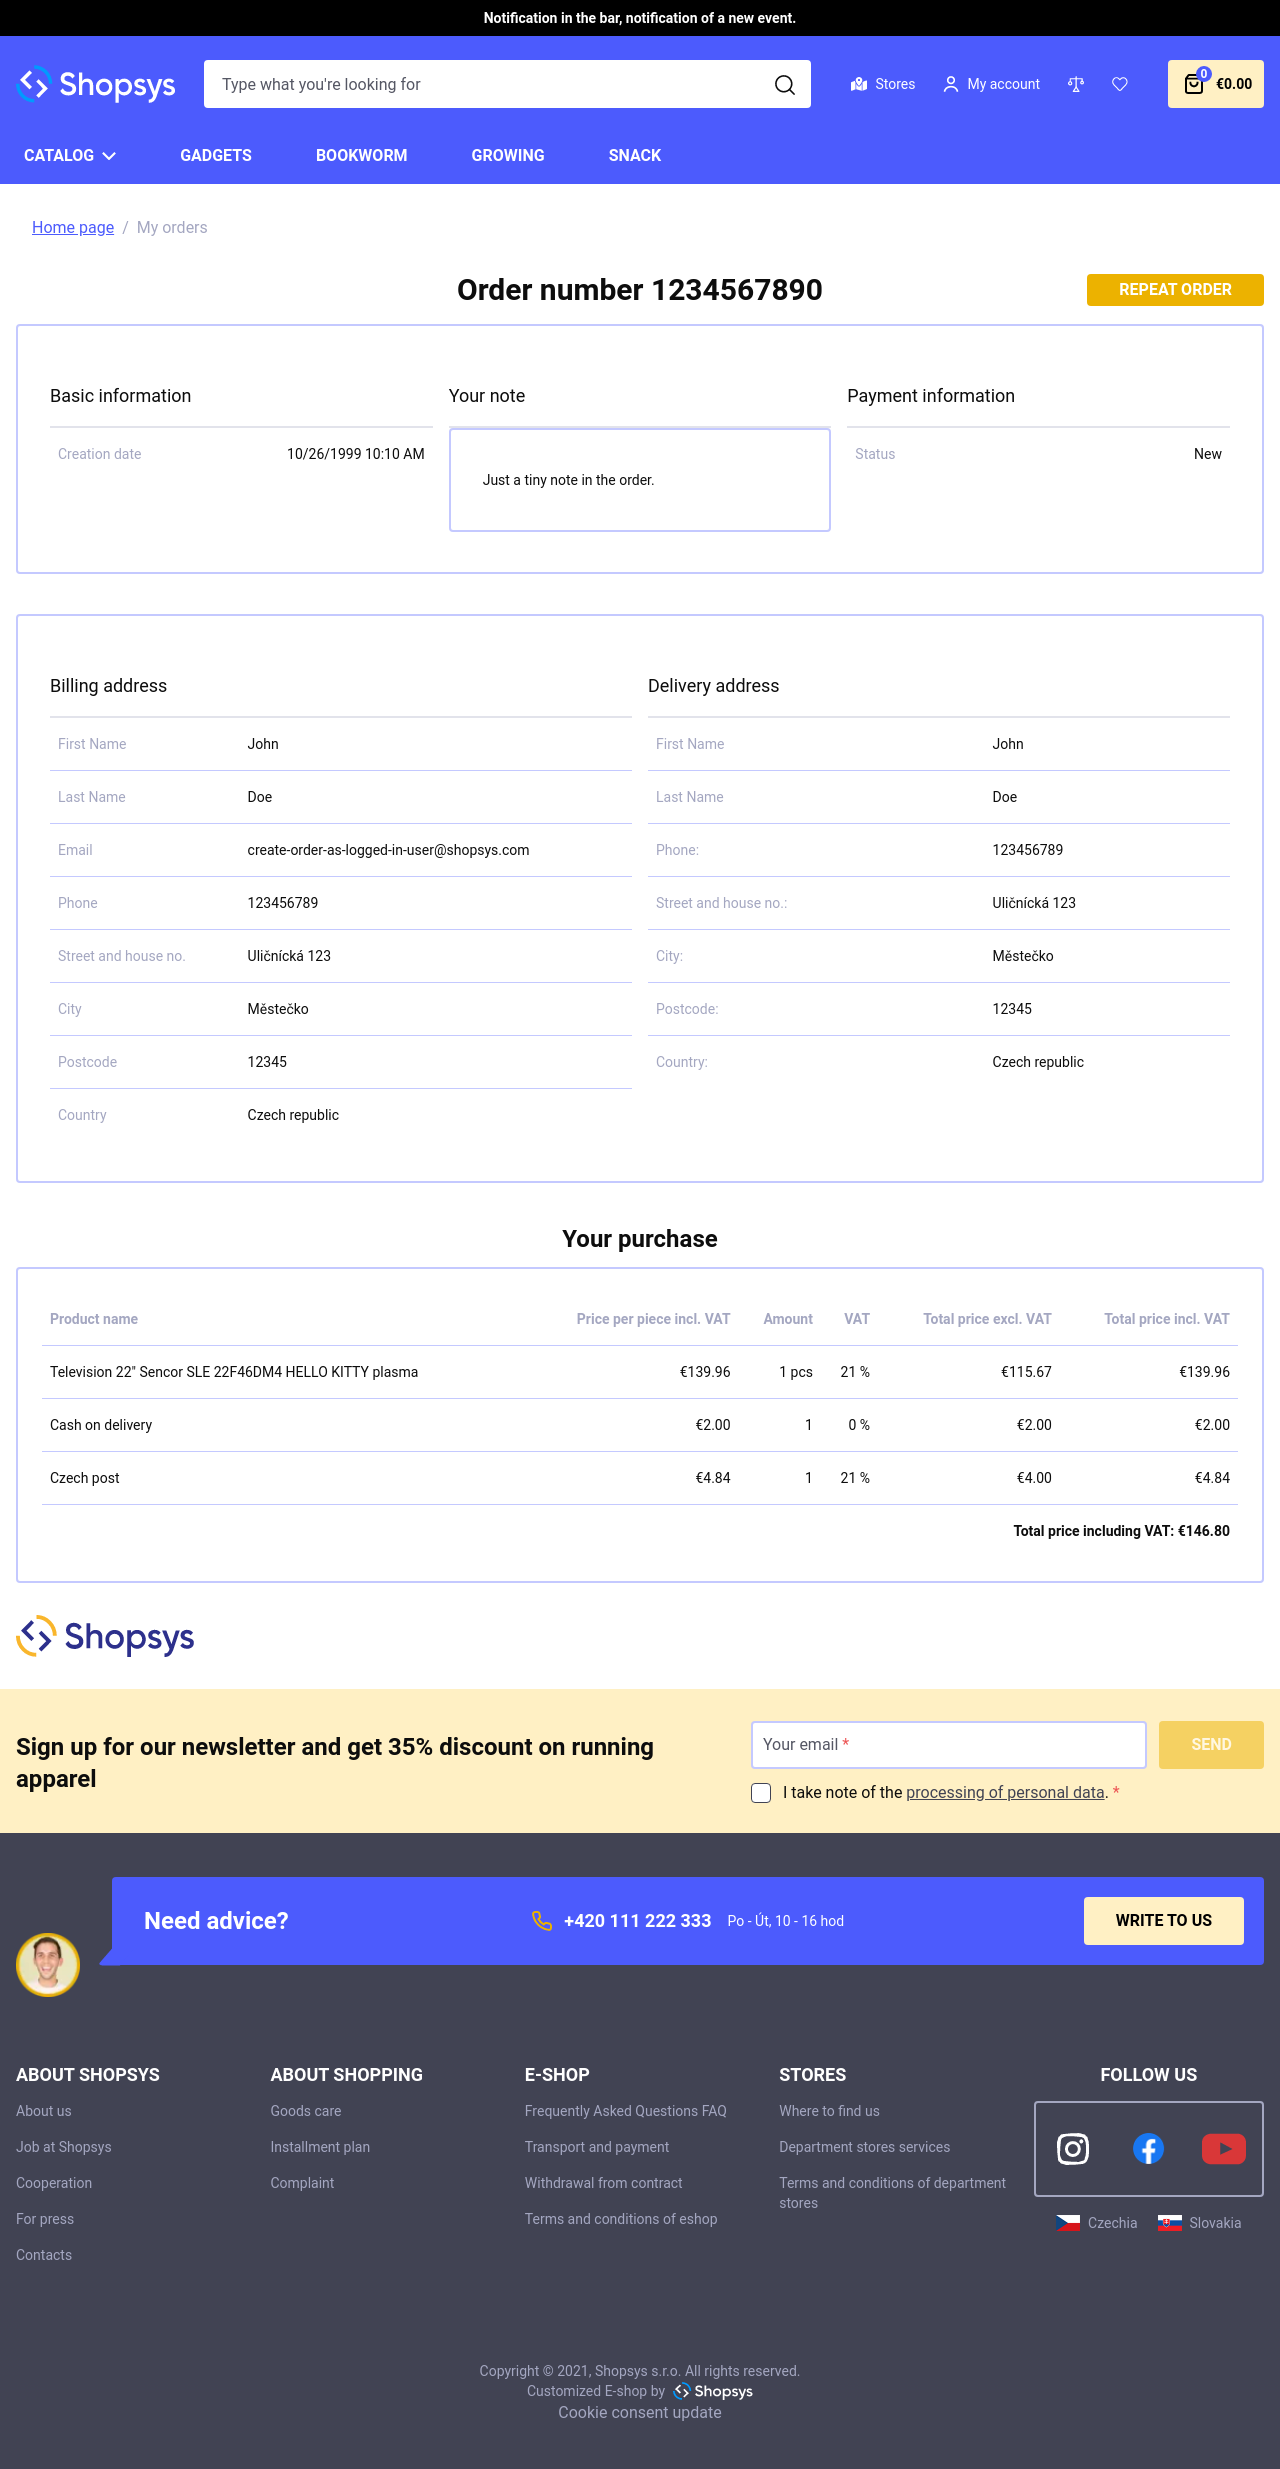 Notification in the bar, notification of a new event.
Shopsys
Type what you're looking for
Stores
My account
0
€0.00
CATALOG
GADGETS
BOOKWORM
GROWING
SNACK
Home page / My orders
Order number 1234567890
REPEAT ORDER
Basic information
Creation date 10/26/1999 10:10 AM
Your note
Just a tiny note in the order.
Payment information
Status New
Billing address
First Name John
Last Name Doe
Email create-order-as-logged-in-user@shopsys.com
Phone 123456789
Street and house no. Uličnícká 123
City Městečko
Postcode 12345
Country Czech republic
Delivery address
First Name John
Last Name Doe
Phone: 123456789
Street and house no.: Uličnícká 123
City: Městečko
Postcode: 12345
Country: Czech republic
Your purchase
Product name Price per piece incl. VAT Amount VAT Total price excl. VAT Total price incl. VAT
Television 22" Sencor SLE 22F46DM4 HELLO KITTY plasma €139.96 1 pcs 21 % €115.67 €139.96
Cash on delivery €2.00 1 0 % €2.00 €2.00
Czech post €4.84 1 21 % €4.00 €4.84
Total price including VAT: €146.80
Shopsys
Sign up for our newsletter and get 35% discount on running
apparel
Your email *
SEND
I take note of the processing of personal data. *
Need advice?
+420 111 222 333
Po - Út, 10 - 16 hod
WRITE TO US
ABOUT SHOPSYS
About us
Job at Shopsys
Cooperation
For press
Contacts
ABOUT SHOPPING
Goods care
Installment plan
Complaint
E-SHOP
Frequently Asked Questions FAQ
Transport and payment
Withdrawal from contract
Terms and conditions of eshop
STORES
Where to find us
Department stores services
Terms and conditions of department
stores
FOLLOW US
Czechia
Slovakia
Copyright © 2021, Shopsys s.r.o. All rights reserved.
Customized E-shop by Shopsys
Cookie consent update